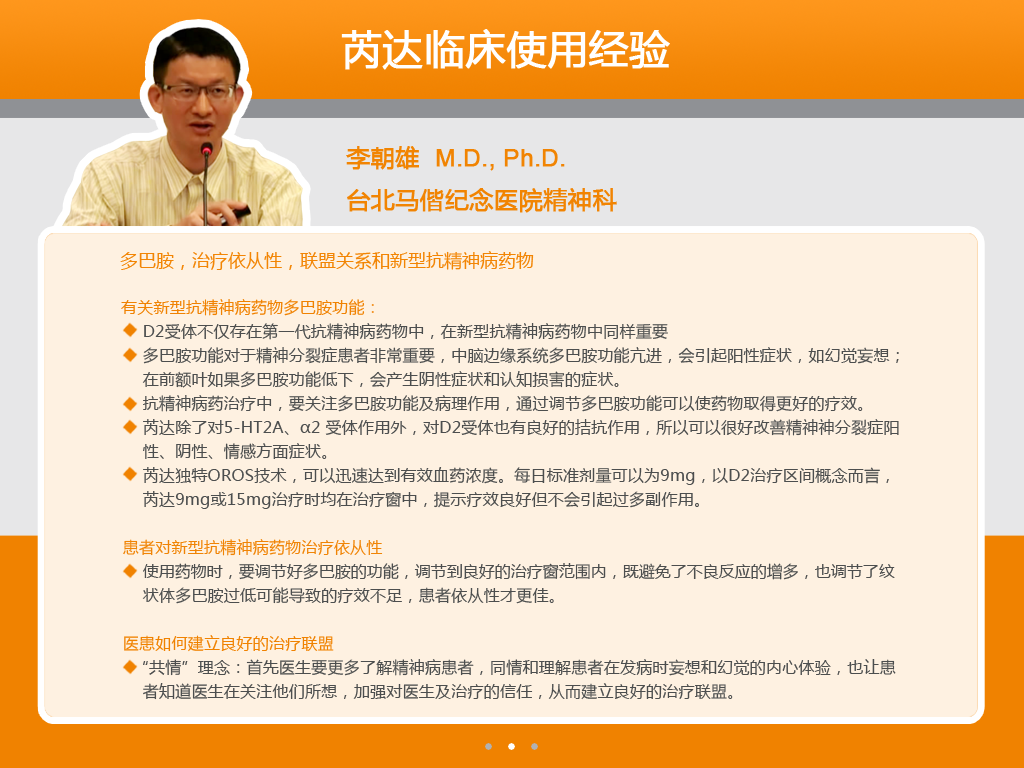 芮达临床使用经验
李朝雄 M.D., Ph.D.
台北马偕纪念医院精神科
多巴胺，治疗依从性，联盟关系和新型抗精神病药物
有关新型抗精神病药物多巴胺功能：
D2受体不仅存在第一代抗精神病药物中，在新型抗精神病药物中同样重要
多巴胺功能对于精神分裂症患者非常重要，中脑边缘系统多巴胺功能亢进，会引起阳性症状，如幻觉妄想；
在前额叶如果多巴胺功能低下，会产生阴性症状和认知损害的症状。
抗精神病药治疗中，要关注多巴胺功能及病理作用，通过调节多巴胺功能可以使药物取得更好的疗效。
芮达除了对5-HT2A、α2 受体作用外，对D2受体也有良好的拮抗作用，所以可以很好改善精神神分裂症阳
性、阴性、情感方面症状。
芮达独特OROS技术，可以迅速达到有效血药浓度。每日标准剂量可以为9mg，以D2治疗区间概念而言，
芮达9mg或15mg治疗时均在治疗窗中，提示疗效良好但不会引起过多副作用。
患者对新型抗精神病药物治疗依从性
使用药物时，要调节好多巴胺的功能，调节到良好的治疗窗范围内，既避免了不良反应的增多，也调节了纹
状体多巴胺过低可能导致的疗效不足，患者依从性才更佳。
医患如何建立良好的治疗联盟
“共情”理念：首先医生要更多了解精神病患者，同情和理解患者在发病时妄想和幻觉的内心体验，也让患
者知道医生在关注他们所想，加强对医生及治疗的信任，从而建立良好的治疗联盟。